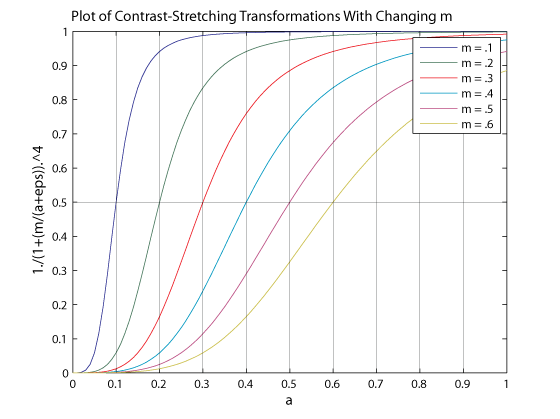 Plot of Contrast-Stretching Transformations With Changing m
1
0.9
0.8
0.7
0.6
0.5
0.4
0.3
0.2
0.1
0
1./(1+(m/(a+eps)).^4
m = .1
m = .2
m = .3
m = .4
m = .5
m = .6
0 0.1 0.2 0.3 0.4 0.5 0.6 0.7 0.8 0.9 1
a